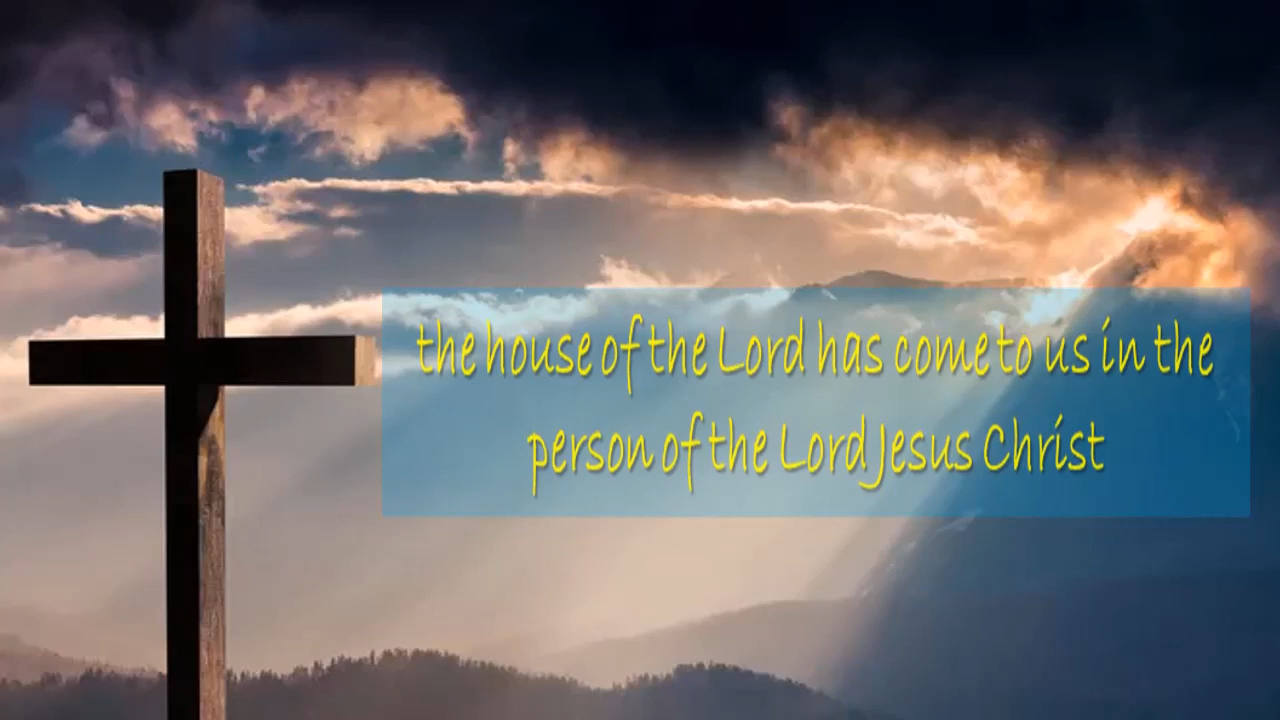 the house of the Lord has come to us in the
person of the Lord Jesus Christ